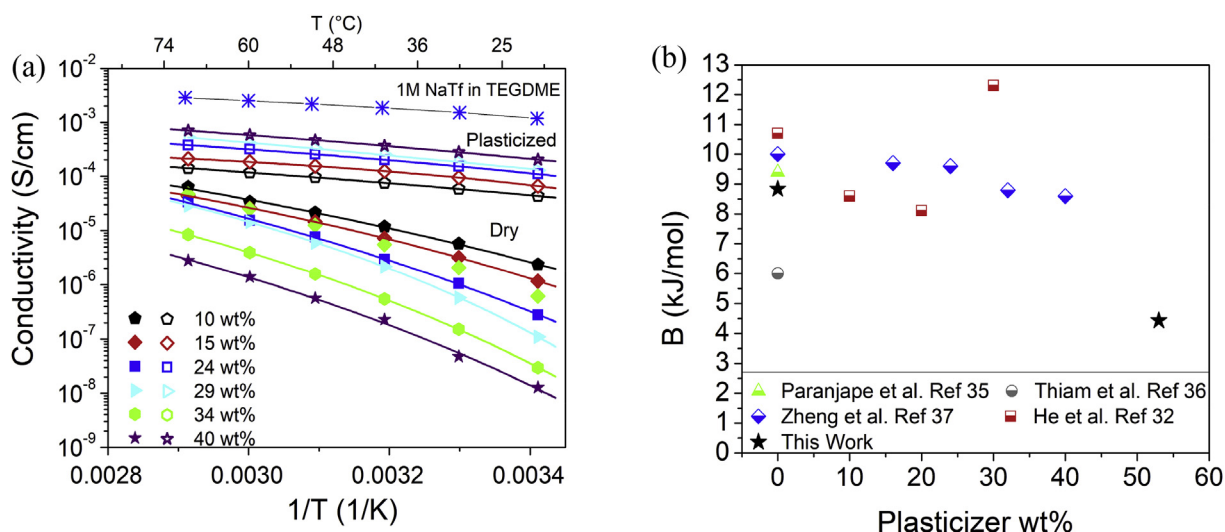 (a)
T (°C)
74 60 48 36 25
Conductivity (S/cm)
10⁻²
10⁻³
10⁻⁴
10⁻⁵
10⁻⁶
10⁻⁷
10⁻⁸
10⁻⁹
1M NaTf in TEGDME
Plasticized
Dry
10 wt%
15 wt%
24 wt%
29 wt%
34 wt%
40 wt%
0.0028 0.0030 0.0032 0.0034
1/T (1/K)
(b)
B (kJ/mol)
13
12
11
10
9
8
7
6
5
4
3
2
1
0
Paranjape et al. Ref 35 Thiam et al. Ref 36
Zheng et al. Ref 37 He et al. Ref 32
This Work
0 10 20 30 40 50 60
Plasticizer wt%